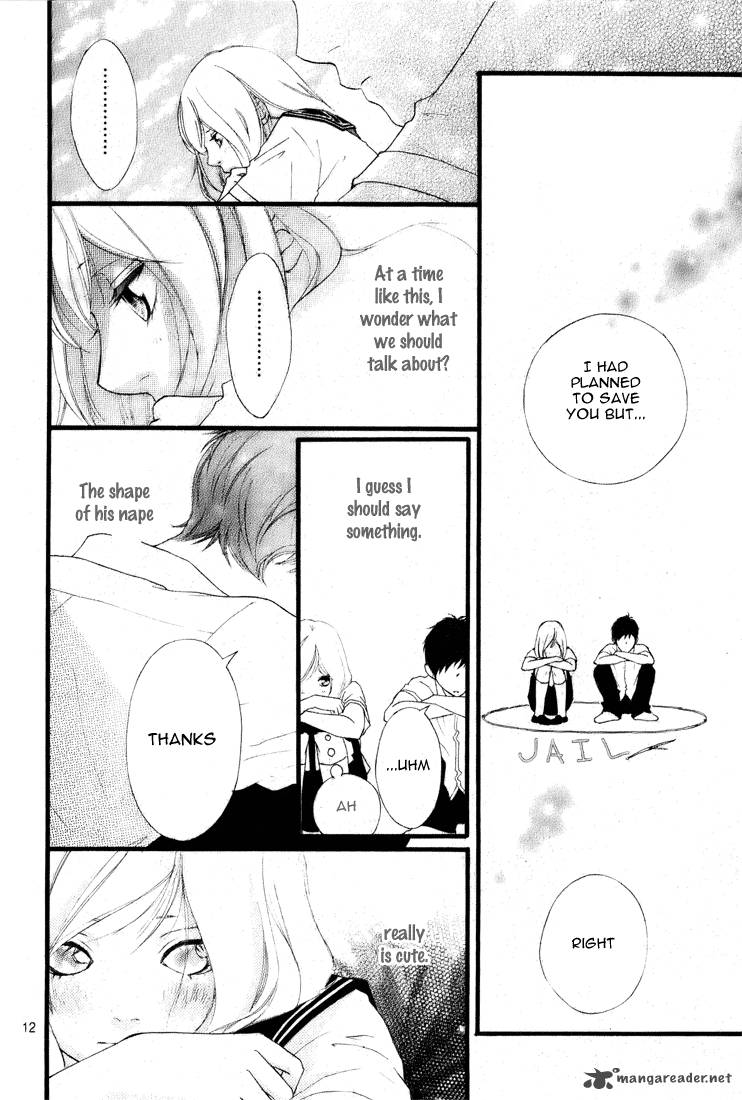 I HAD
PLANNED
TO SAVE
YOU BUT...
JAIL
RIGHT
.........
At a time
like this, I
wonder what
we should
talk about?
.........
I guess I
should say
something.
...UHM
AH
The shape
of his nape
THANKS
really
is cute.
12
mangareader.net